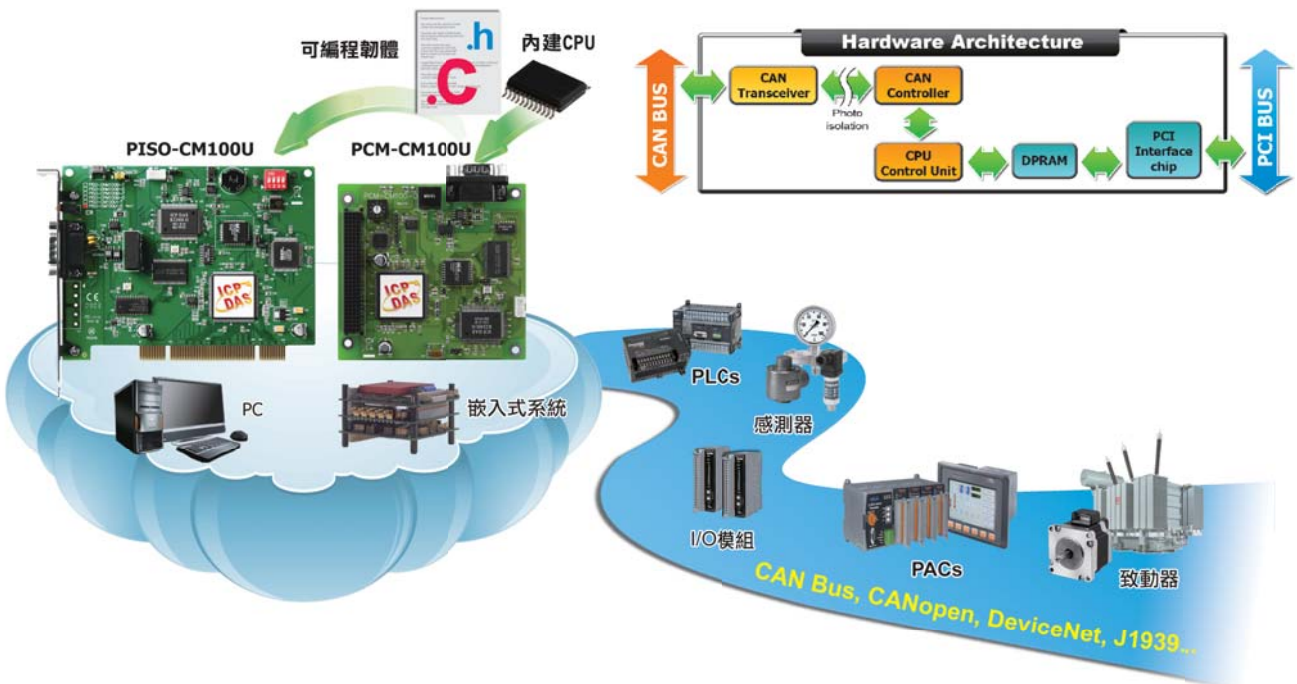 可編程韌體
.h
.C
內建CPU
PISO-CM100U
PCM-CM100U
ICP DAS
ICP DAS
PC
嵌入式系統
Hardware Architecture
CAN BUS
CAN
Transceiver
Photo
isolation
CAN
Controller
CPU
Control Unit
DPRAM
PCI
Interface
chip
PCI BUS
PLCs
感測器
I/O模組
PACs
致動器
CAN Bus, CANopen, DeviceNet, J1939...